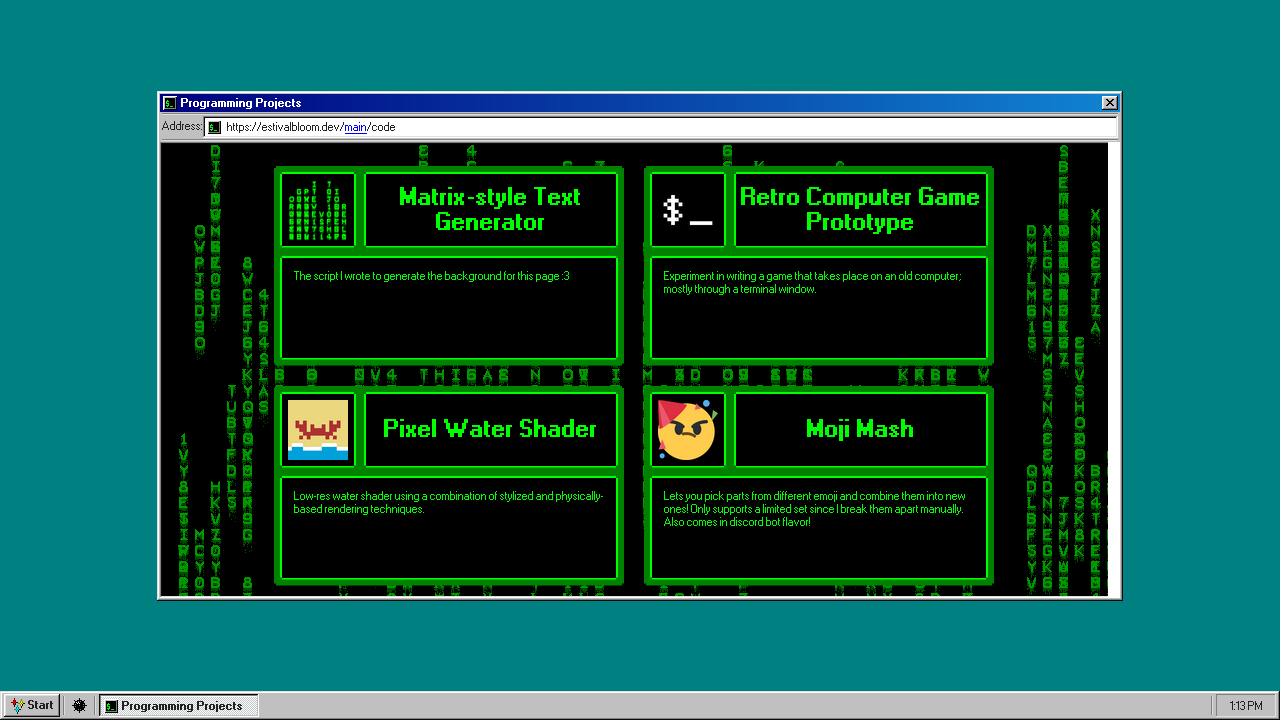 Programming Projects
Address: https://estivalbloom.dev/main/code
Matrix-style Text
Generator
The script I wrote to generate the background for this page :3
$_
Retro Computer Game
Prototype
Experiment in writing a game that takes place on an old computer;
mostly through a terminal window.
Pixel Water Shader
Low-res water shader using a combination of stylized and physically-
based rendering techniques.
Moji Mash
Lets you pick parts from different emoji and combine them into new
ones! Only supports a limited set since I break them apart manually.
Also comes in discord bot flavor!
Start
Programming Projects
1:13 PM